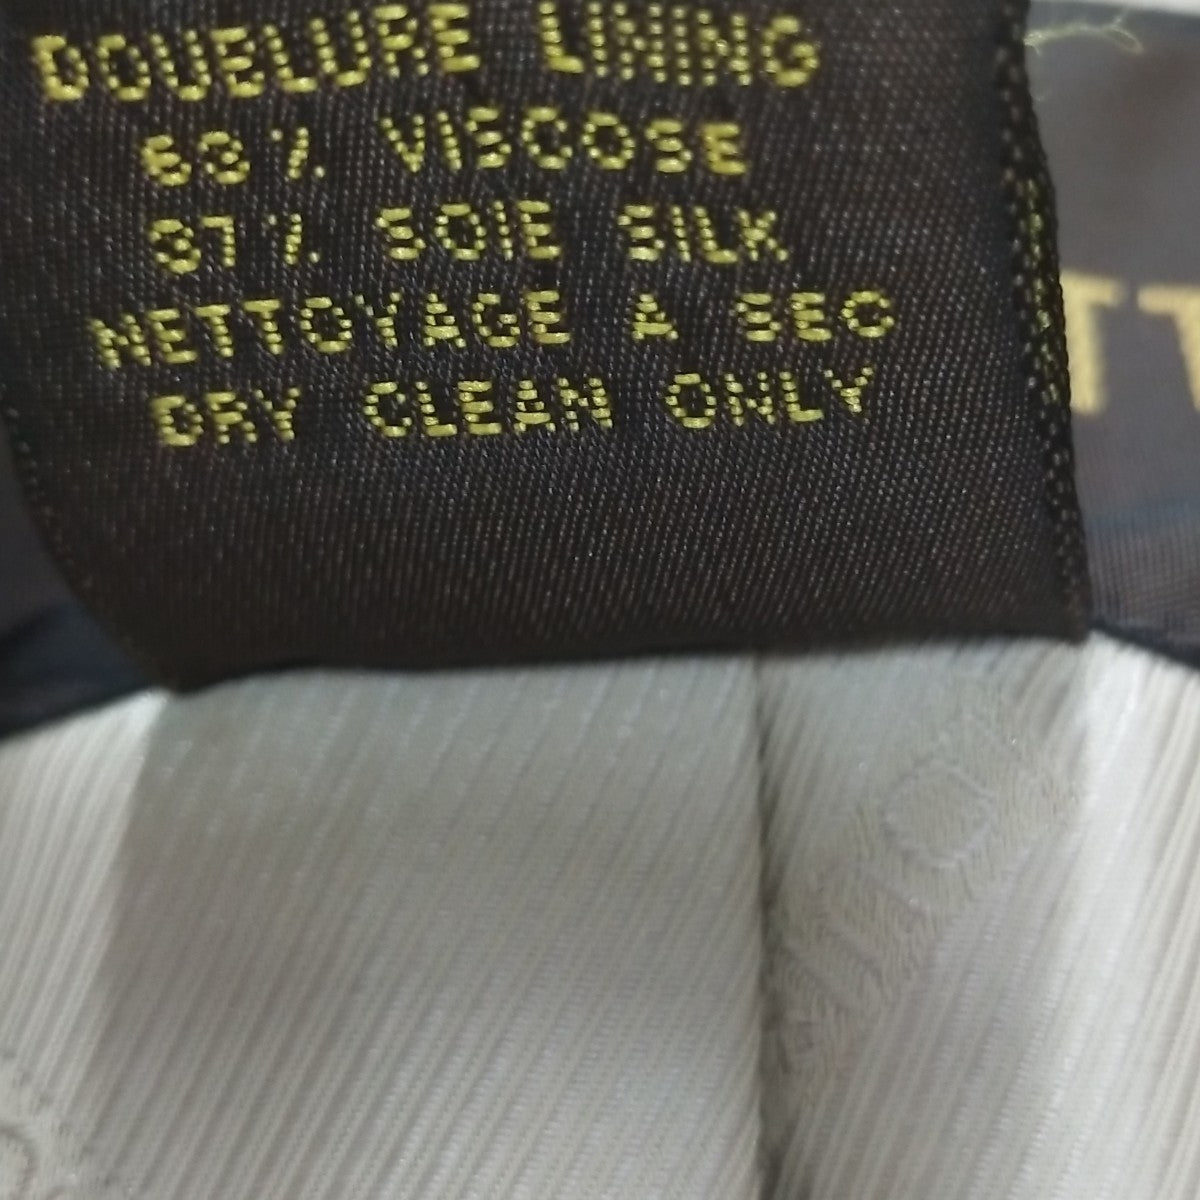 DOUBLURE LINING
63% VISCOSE
37% SOIE SILK
NETTOYAGE A SEC
DRY CLEAN ONLY